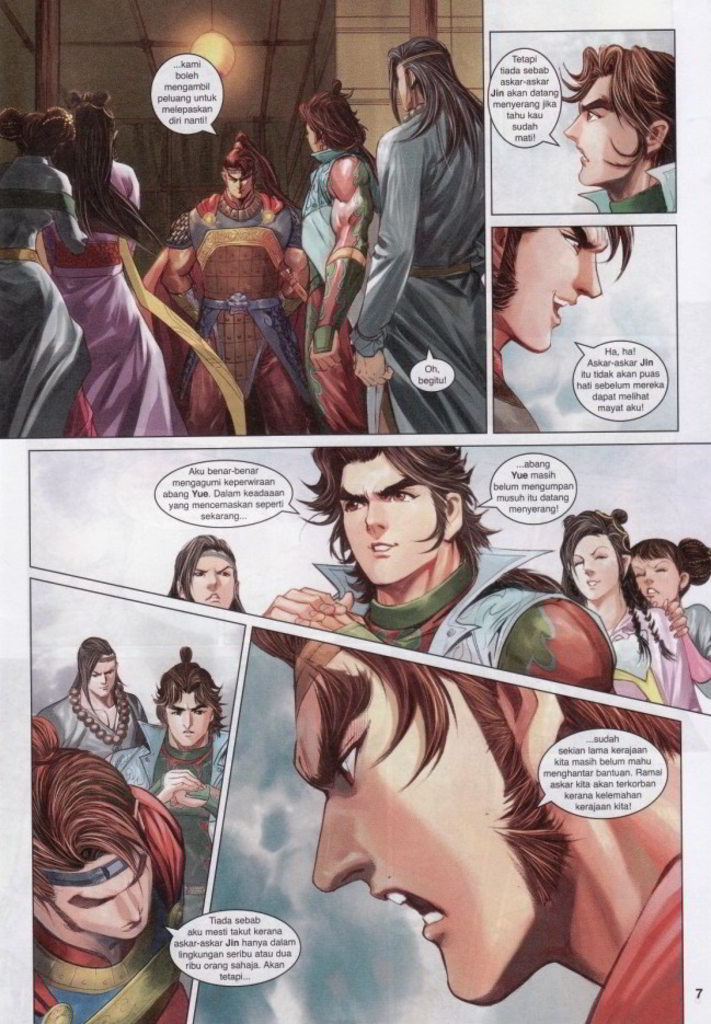 ...kami
boleh
mengambil
peluang untuk
melepaskan
diri nanti!
Oh,
begitu!
Tetapi
tiada sebab
askar-askar
Jin akan datang
menyerang jika
tahu kau
sudah
mati!
Ha, ha!
Askar-askar Jin
itu tidak akan puas
hati sebelum mereka
dapat melihat
mayat aku!
Aku benar-benar
mengagumi keperwiraan
abang Yue. Dalam keadaaan
yang mencemaskan seperti
sekarang...
...abang
Yue masih
belum mengumpan
musuh itu datang
menyerang!
Tiada sebab
aku mesti takut kerana
askar-askar Jin hanya dalam
lingkungan seribu atau dua
ribu orang sahaja. Akan
tetapi...
...sudah
sekian lama kerajaan
kita masih belum mahu
menghantar bantuan. Ramai
askar kita akan terkorban
kerana kelemahan
kerajaan kita!
7